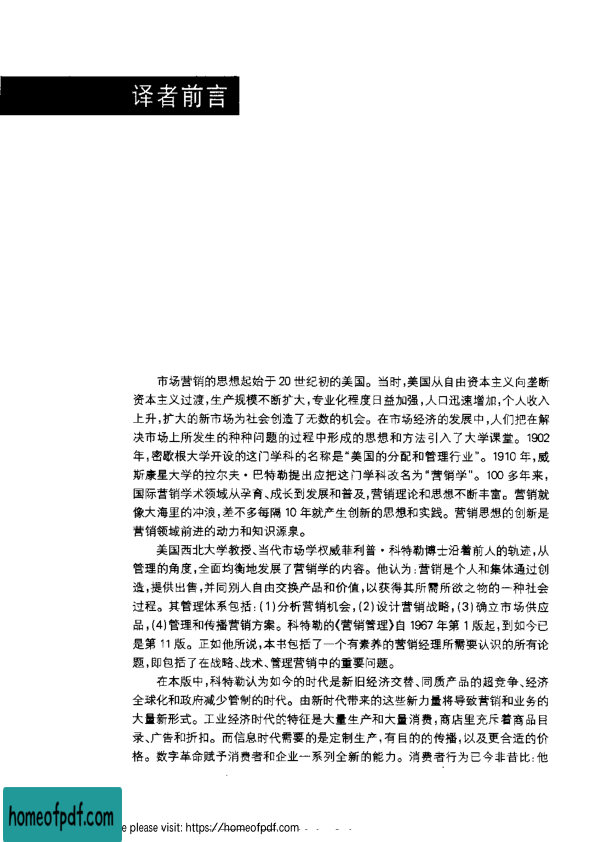 译者前言
市场营销的思想起始于20世纪初的美国。当时,美国从自由资本主义向垄断
资本主义过渡,生产规模不断扩大,专业化程度日益加强,人口迅速增加,个人收入
上升,扩大的新市场为社会创造了无数的机会。在市场经济的发展中,人们把在解
决市场上所发生的种种问题的过程中形成的思想和方法引入了大学课堂。1902
年,密歇根大学开设的这门学科的名称是“美国的分配和管理行业”。1910年,威
斯康星大学的拉尔夫·巴特勒提出应把这门学科改名为“营销学”。100多年来,
国际营销学术领域从孕育、成长到发展和普及,营销理论和思想不断丰富。营销就
像大海里的冲浪,差不多每隔10年就产生创新的思想和实践。营销思想的创新是
营销领域前进的动力和知识源泉。
美国西北大学教授、当代市场学权威菲利普·科特勒博士沿着前人的轨迹,从
管理的角度,全面均衡地发展了营销学的内容。他认为:营销是个人和集体通过创
造,提供出售,并同别人自由交换产品和价值,以获得其所需所欲之物的一种社会
过程。其管理体系包括:(1)分析营销机会,(2)设计营销战略,(3)确立市场供应
品,(4)管理和传播营销方案。科特勒的《营销管理》自1967年第1版起,到如今已
是第11版。正如他所说,本书包括了一个有素养的营销经理所需要认识的所有论
题,即包括了在战略、战术、管理营销中的重要问题。
在本版中,科特勒认为如今的时代是新旧经济交替、同质产品的超竞争、经济
全球化和政府减少管制的时代。由新时代带来的这些新力量将导致营销和业务的
大量新形式。工业经济时代的特征是大量生产和大量消费,商店里充斥着商品目
录、广告和折扣。而信息时代需要的是定制生产,有目的的传播,以及更合适的价
格。数字革命赋予消费者和企业一系列全新的能力。消费者行为已今非昔比:他
homeofpdf.com
e please visit: https://homeofpdf.com